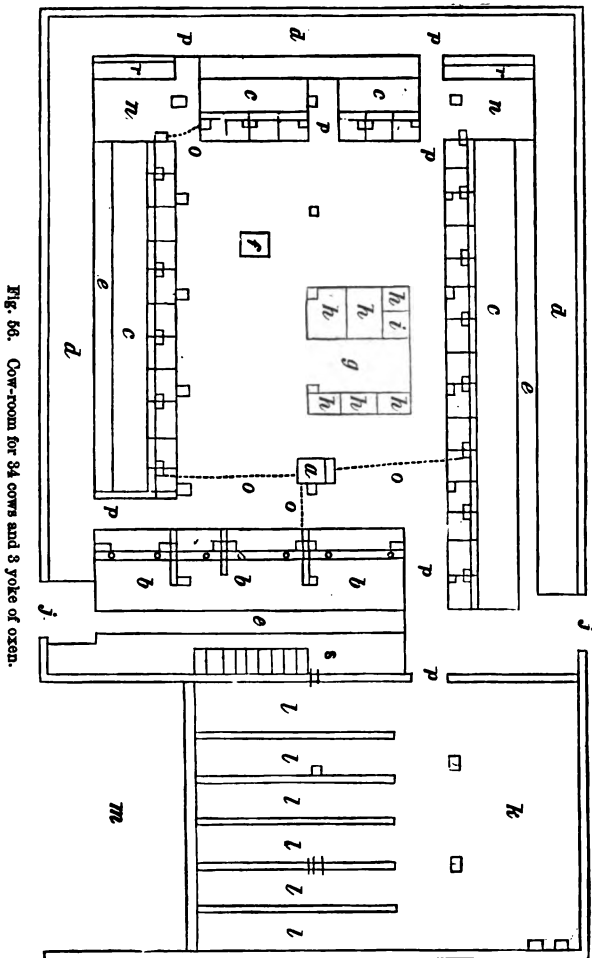 j
d
e
k
r n c
p p p p
h i h
o
c g b
h h
s
h p h a
o l l l l l l
f e
d c o b
p o
r n c b
m
p
e
d
j
Fig. 56. Cow-room for 34 cows and 3 yoke of oxen.